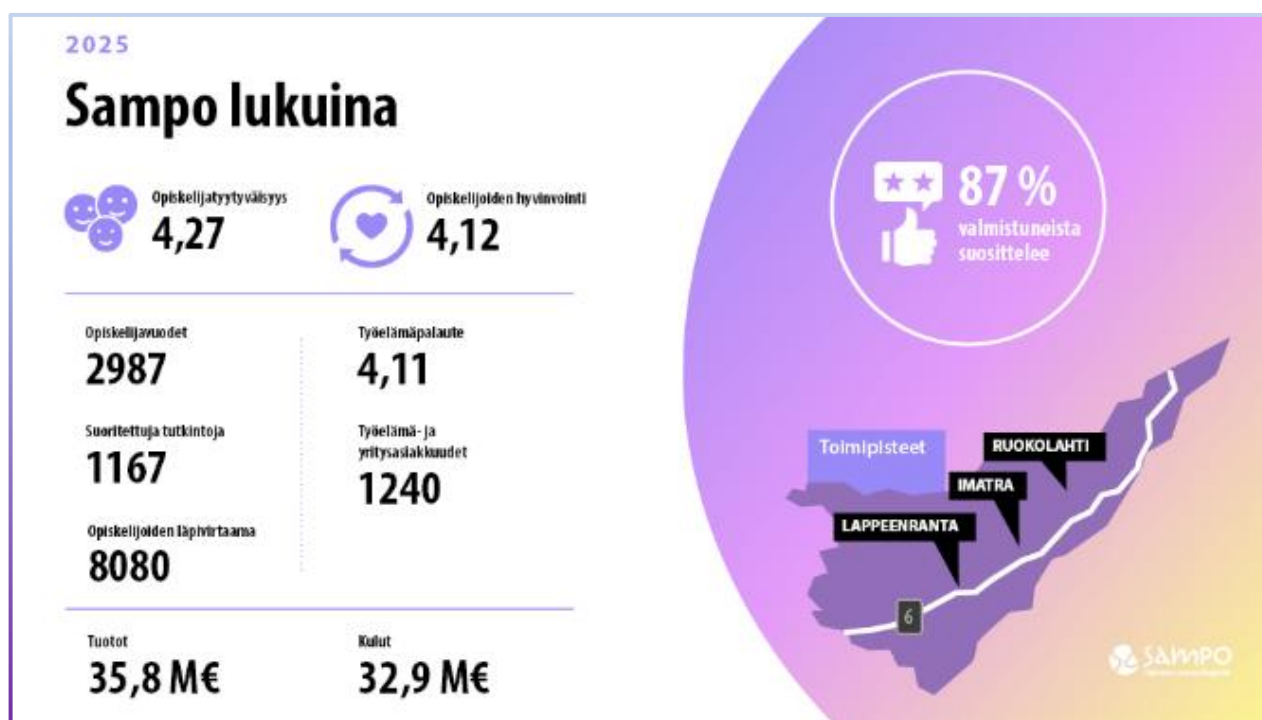 2025
Sampo lukuina
Opiskelijatyytyväisyys
4,27
Opiskelijoiden hyvinvointi
4,12
Opiskelijavuodet
2987
Työelämäpalaute
4,11
Suoritettuja tutkintoja
1167
Työelämä- ja
yritysasiakkuudet
1240
Opiskelijoiden läpivirtaama
8080
Tuotot
35,8 M€
Kulut
32,9 M€
87 %
valmistuneista
suosittelee
Toimipisteet
RUOKOLAHTI
IMATRA
LAPPEENRANTA
6
SAMPO